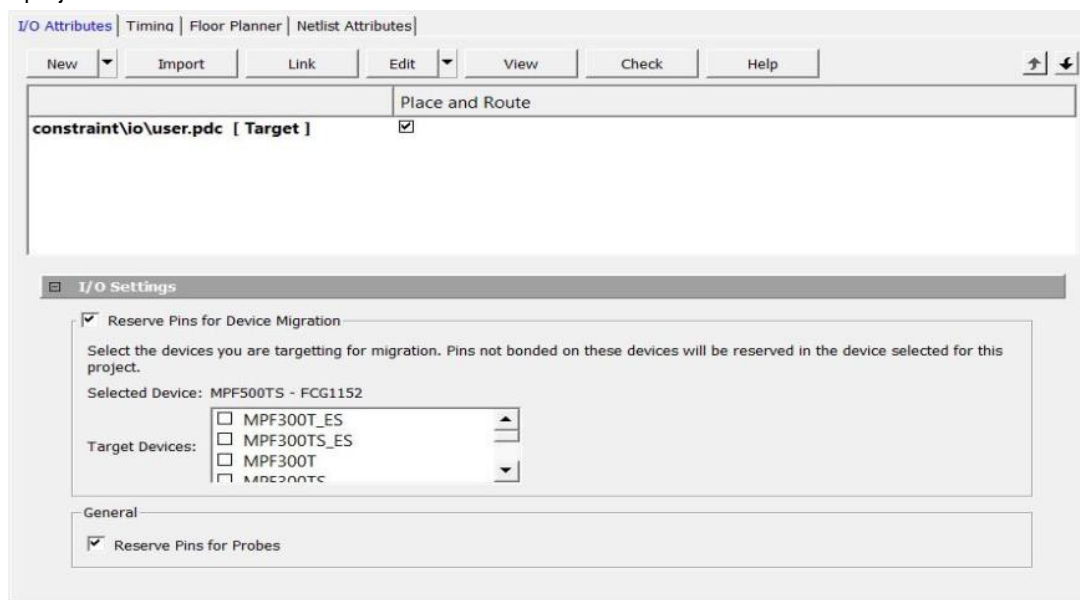 I/O Attributes Timing Floor Planner Netlist Attributes
New Import Link Edit View Check Help
Place and Route
constraint\io\user.pdc [ Target ]
I/O Settings
Reserve Pins for Device Migration
Select the devices you are targetting for migration. Pins not bonded on these devices will be reserved in the device selected for this
project.
Selected Device: MPF500TS - FCG1152
MPF300T_ES
MPF300TS_ES
Target Devices:
MPF300T
MPF300TS
General
Reserve Pins for Probes